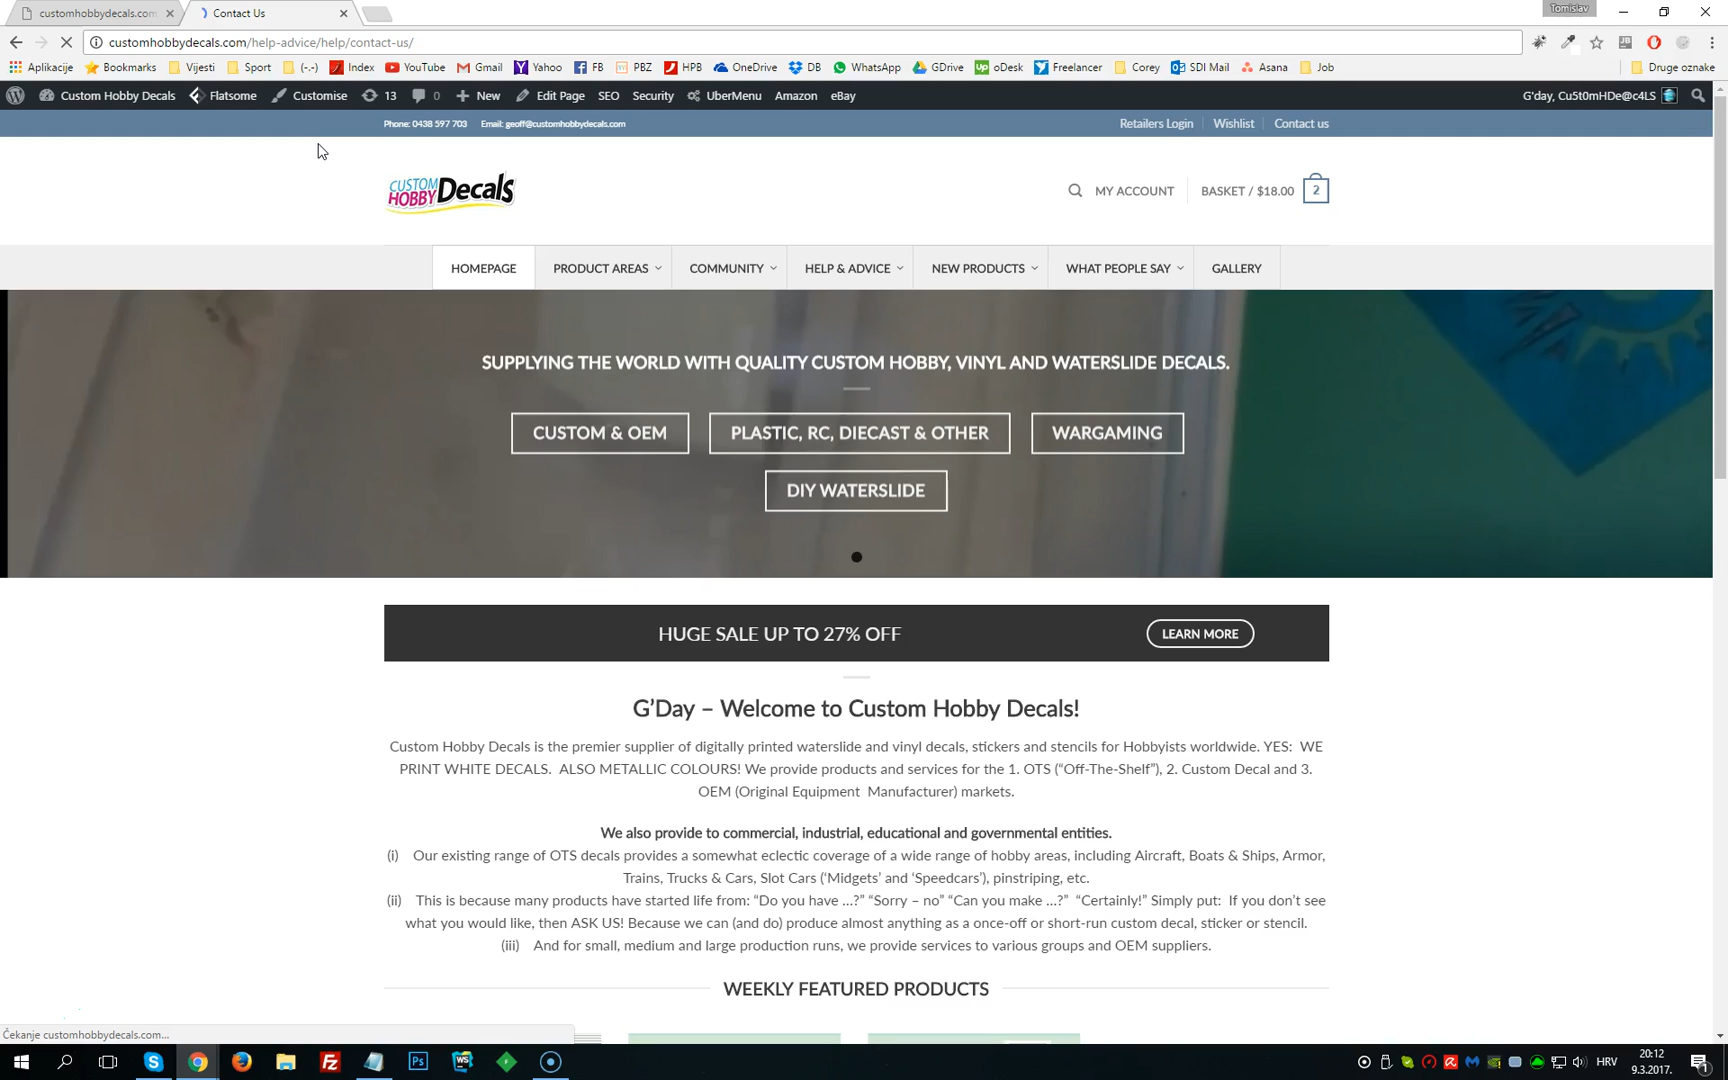 customhobbydecals.com
Contact Us
Tomislav
customhobbydecals.com/help-advice/help/contact-us/
Aplikacije Bookmarks Vijesti Sport (-.-) Index YouTube Gmail Yahoo FB PBZ HPB OneDrive DB WhatsApp GDrive oDesk Freelancer Corey SDI Mail Asana Job Druge oznake
Custom Hobby Decals Flatsome Customise 13 0 New Edit Page SEO Security UberMenu Amazon eBay G'day, Cu5t0mHDe@c4LS
Phone: 0438 597 703 Email: geoff@customhobbydecals.com Retailers Login Wishlist Contact us
CUSTOM HOBBY Decals
MY ACCOUNT BASKET / $18.00 2
HOMEPAGE PRODUCT AREAS COMMUNITY HELP & ADVICE NEW PRODUCTS WHAT PEOPLE SAY GALLERY
SUPPLYING THE WORLD WITH QUALITY CUSTOM HOBBY, VINYL AND WATERSLIDE DECALS.
CUSTOM & OEM PLASTIC, RC, DIECAST & OTHER WARGAMING
DIY WATERSLIDE
HUGE SALE UP TO 27% OFF LEARN MORE
G'Day – Welcome to Custom Hobby Decals!
Custom Hobby Decals is the premier supplier of digitally printed waterslide and vinyl decals, stickers and stencils for Hobbyists worldwide. YES: WE
PRINT WHITE DECALS. ALSO METALLIC COLOURS! We provide products and services for the 1. OTS ("Off-The-Shelf"), 2. Custom Decal and 3.
OEM (Original Equipment Manufacturer) markets.
We also provide to commercial, industrial, educational and governmental entities.
(i) Our existing range of OTS decals provides a somewhat eclectic coverage of a wide range of hobby areas, including Aircraft, Boats & Ships, Armor,
Trains, Trucks & Cars, Slot Cars ('Midgets' and 'Speedcars'), pinstriping, etc.
(ii) This is because many products have started life from: "Do you have ...?" "Sorry – no" "Can you make ...?" "Certainly!" Simply put: If you don't see
what you would like, then ASK US! Because we can (and do) produce almost anything as a once-off or short-run custom decal, sticker or stencil.
(iii) And for small, medium and large production runs, we provide services to various groups and OEM suppliers.
WEEKLY FEATURED PRODUCTS
Čekanje customhobbydecals.com...
HRV
20:12
9.3.2017.